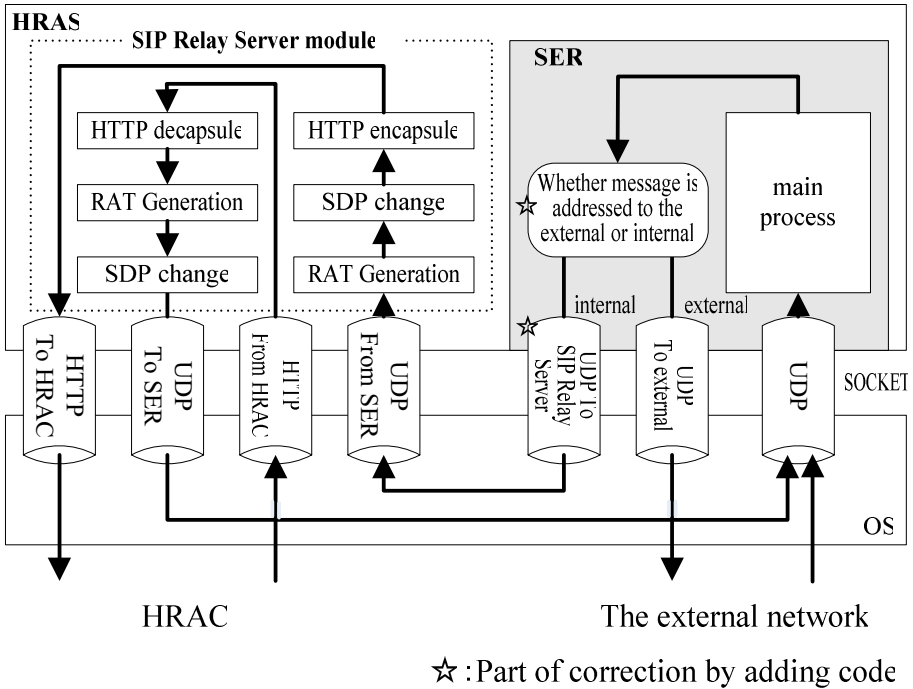 HRAS
SIP Relay Server module
HTTP decapsule
RAT Generation
SDP change
HTTP encapsule
SDP change
RAT Generation
SER
Whether message is
addressed to the
external or internal
main
process
internal
external
HTTP
To HRAC
UDP
To SER
HTTP
From HRAC
UDP
From SER
UDP To
SIP Relay
Server
UDP
To external
UDP
SOCKET
OS
HRAC
The external network
☆:Part of correction by adding code